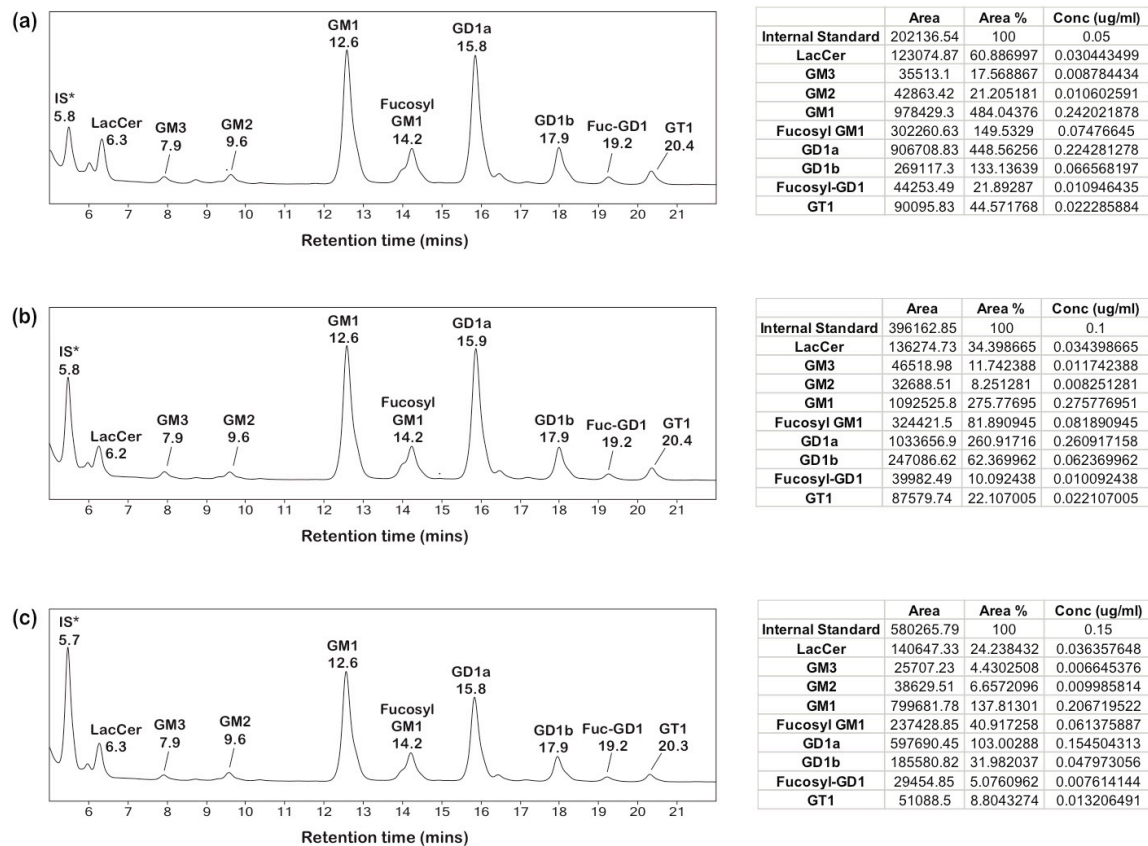 (a)
IS*
5.8
LacCer
6.3
GM3
7.9
GM2
9.6
GM1
12.6
Fucosyl
GM1
14.2
GD1a
15.8
GD1b
17.9
Fuc-GD1
19.2
GT1
20.4
6 7 8 9 10 11 12 13 14 15 16 17 18 19 20 21
Retention time (mins)
Area Area % Conc (ug/ml)
Internal Standard 202136.54 100 0.05
LacCer 123074.87 60.886997 0.030443499
GM3 35513.1 17.568867 0.008784434
GM2 42863.42 21.205181 0.010602591
GM1 978429.3 484.04376 0.242021878
Fucosyl GM1 302260.63 149.5329 0.07476645
GD1a 906708.83 448.56256 0.224281278
GD1b 269117.3 133.13639 0.066568197
Fucosyl-GD1 44253.49 21.89287 0.010946435
GT1 90095.83 44.571768 0.022285884
(b)
IS*
5.8
LacCer
6.2
GM3
7.9
GM2
9.6
GM1
12.6
Fucosyl
GM1
14.2
GD1a
15.9
GD1b
17.9
Fuc-GD1
19.2
GT1
20.4
6 7 8 9 10 11 12 13 14 15 16 17 18 19 20 21
Retention time (mins)
Area Area % Conc (ug/ml)
Internal Standard 396162.85 100 0.1
LacCer 136274.73 34.398665 0.034398665
GM3 46518.98 11.742388 0.011742388
GM2 32688.51 8.251281 0.008251281
GM1 1092525.8 275.77695 0.275776951
Fucosyl GM1 324421.5 81.890945 0.081890945
GD1a 1033656.9 260.91716 0.260917158
GD1b 247086.62 62.369962 0.062369962
Fucosyl-GD1 39982.49 10.092438 0.010092438
GT1 87579.74 22.107005 0.022107005
(c)
IS*
5.7
LacCer
6.3
GM3
7.9
GM2
9.6
GM1
12.6
Fucosyl
GM1
14.2
GD1a
15.8
GD1b
17.9
Fuc-GD1
19.2
GT1
20.3
6 7 8 9 10 11 12 13 14 15 16 17 18 19 20 21
Retention time (mins)
Area Area % Conc (ug/ml)
Internal Standard 580265.79 100 0.15
LacCer 140647.33 24.238432 0.036357648
GM3 25707.23 4.4302508 0.006645376
GM2 38629.51 6.6572096 0.009985814
GM1 799681.78 137.81301 0.206719522
Fucosyl GM1 237428.85 40.917258 0.061375887
GD1a 597690.45 103.00288 0.154504313
GD1b 185580.82 31.982037 0.047973056
Fucosyl-GD1 29454.85 5.0760962 0.007614144
GT1 51088.5 8.8043274 0.013206491